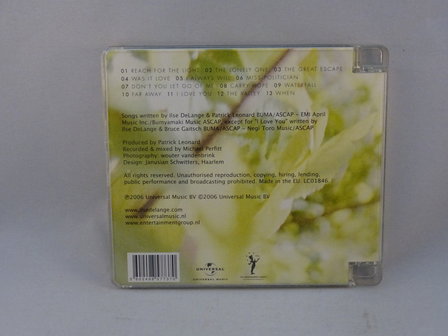 01 REACH FOR THE LIGHT 02 THE LONELY ONE 03 THE GREAT ESCAPE
04 WAS IT LOVE 05 I ALWAYS WILL 06 MISS POLITICIAN
07 DON'T YOU LET GO OF ME 08 CARRY HOPE 09 WATERFALL
10 FAR AWAY 11 I LOVE YOU 12 THE VALLEY 13 WHEN
Songs written by Ilse DeLange & Patrick Leonard BUMA/ASCAP – EMI April
Music Inc./Bumyamaki Music ASCAP, except for "I Love You" written by
Ilse DeLange & Bruce Gaitsch BUMA/ASCAP – Negi Toro Music/ASCAP
Produced by Patrick Leonard
Recorded & mixed by Michael Perfitt
Photography: wouter vandenbrink
Design: Janusian Schwitters, Haarlem
All rights reserved. Unauthorised reproduction, copying, hiring, lending,
public performance and broadcasting prohibited. Made in the EU. LC01846.
℗2006 Universal Music BV ©2006 Universal Music BV
www.ilsedelange.com
www.universalmusic.nl
www.entertainmentgroup.nl
UNIVERSAL
UNIVERSAL MUSIC